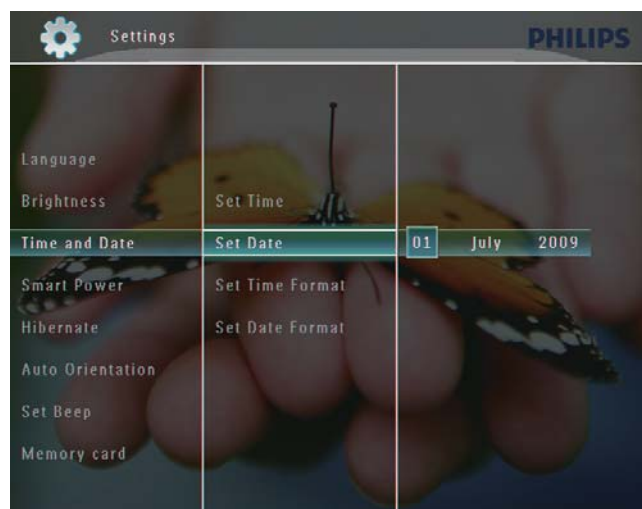 Settings
PHILIPS
Language
Brightness
Set Time
Time and Date
Set Date
01 July 2009
Smart Power
Set Time Format
Hibernate
Set Date Format
Auto Orientation
Set Beep
Memory card